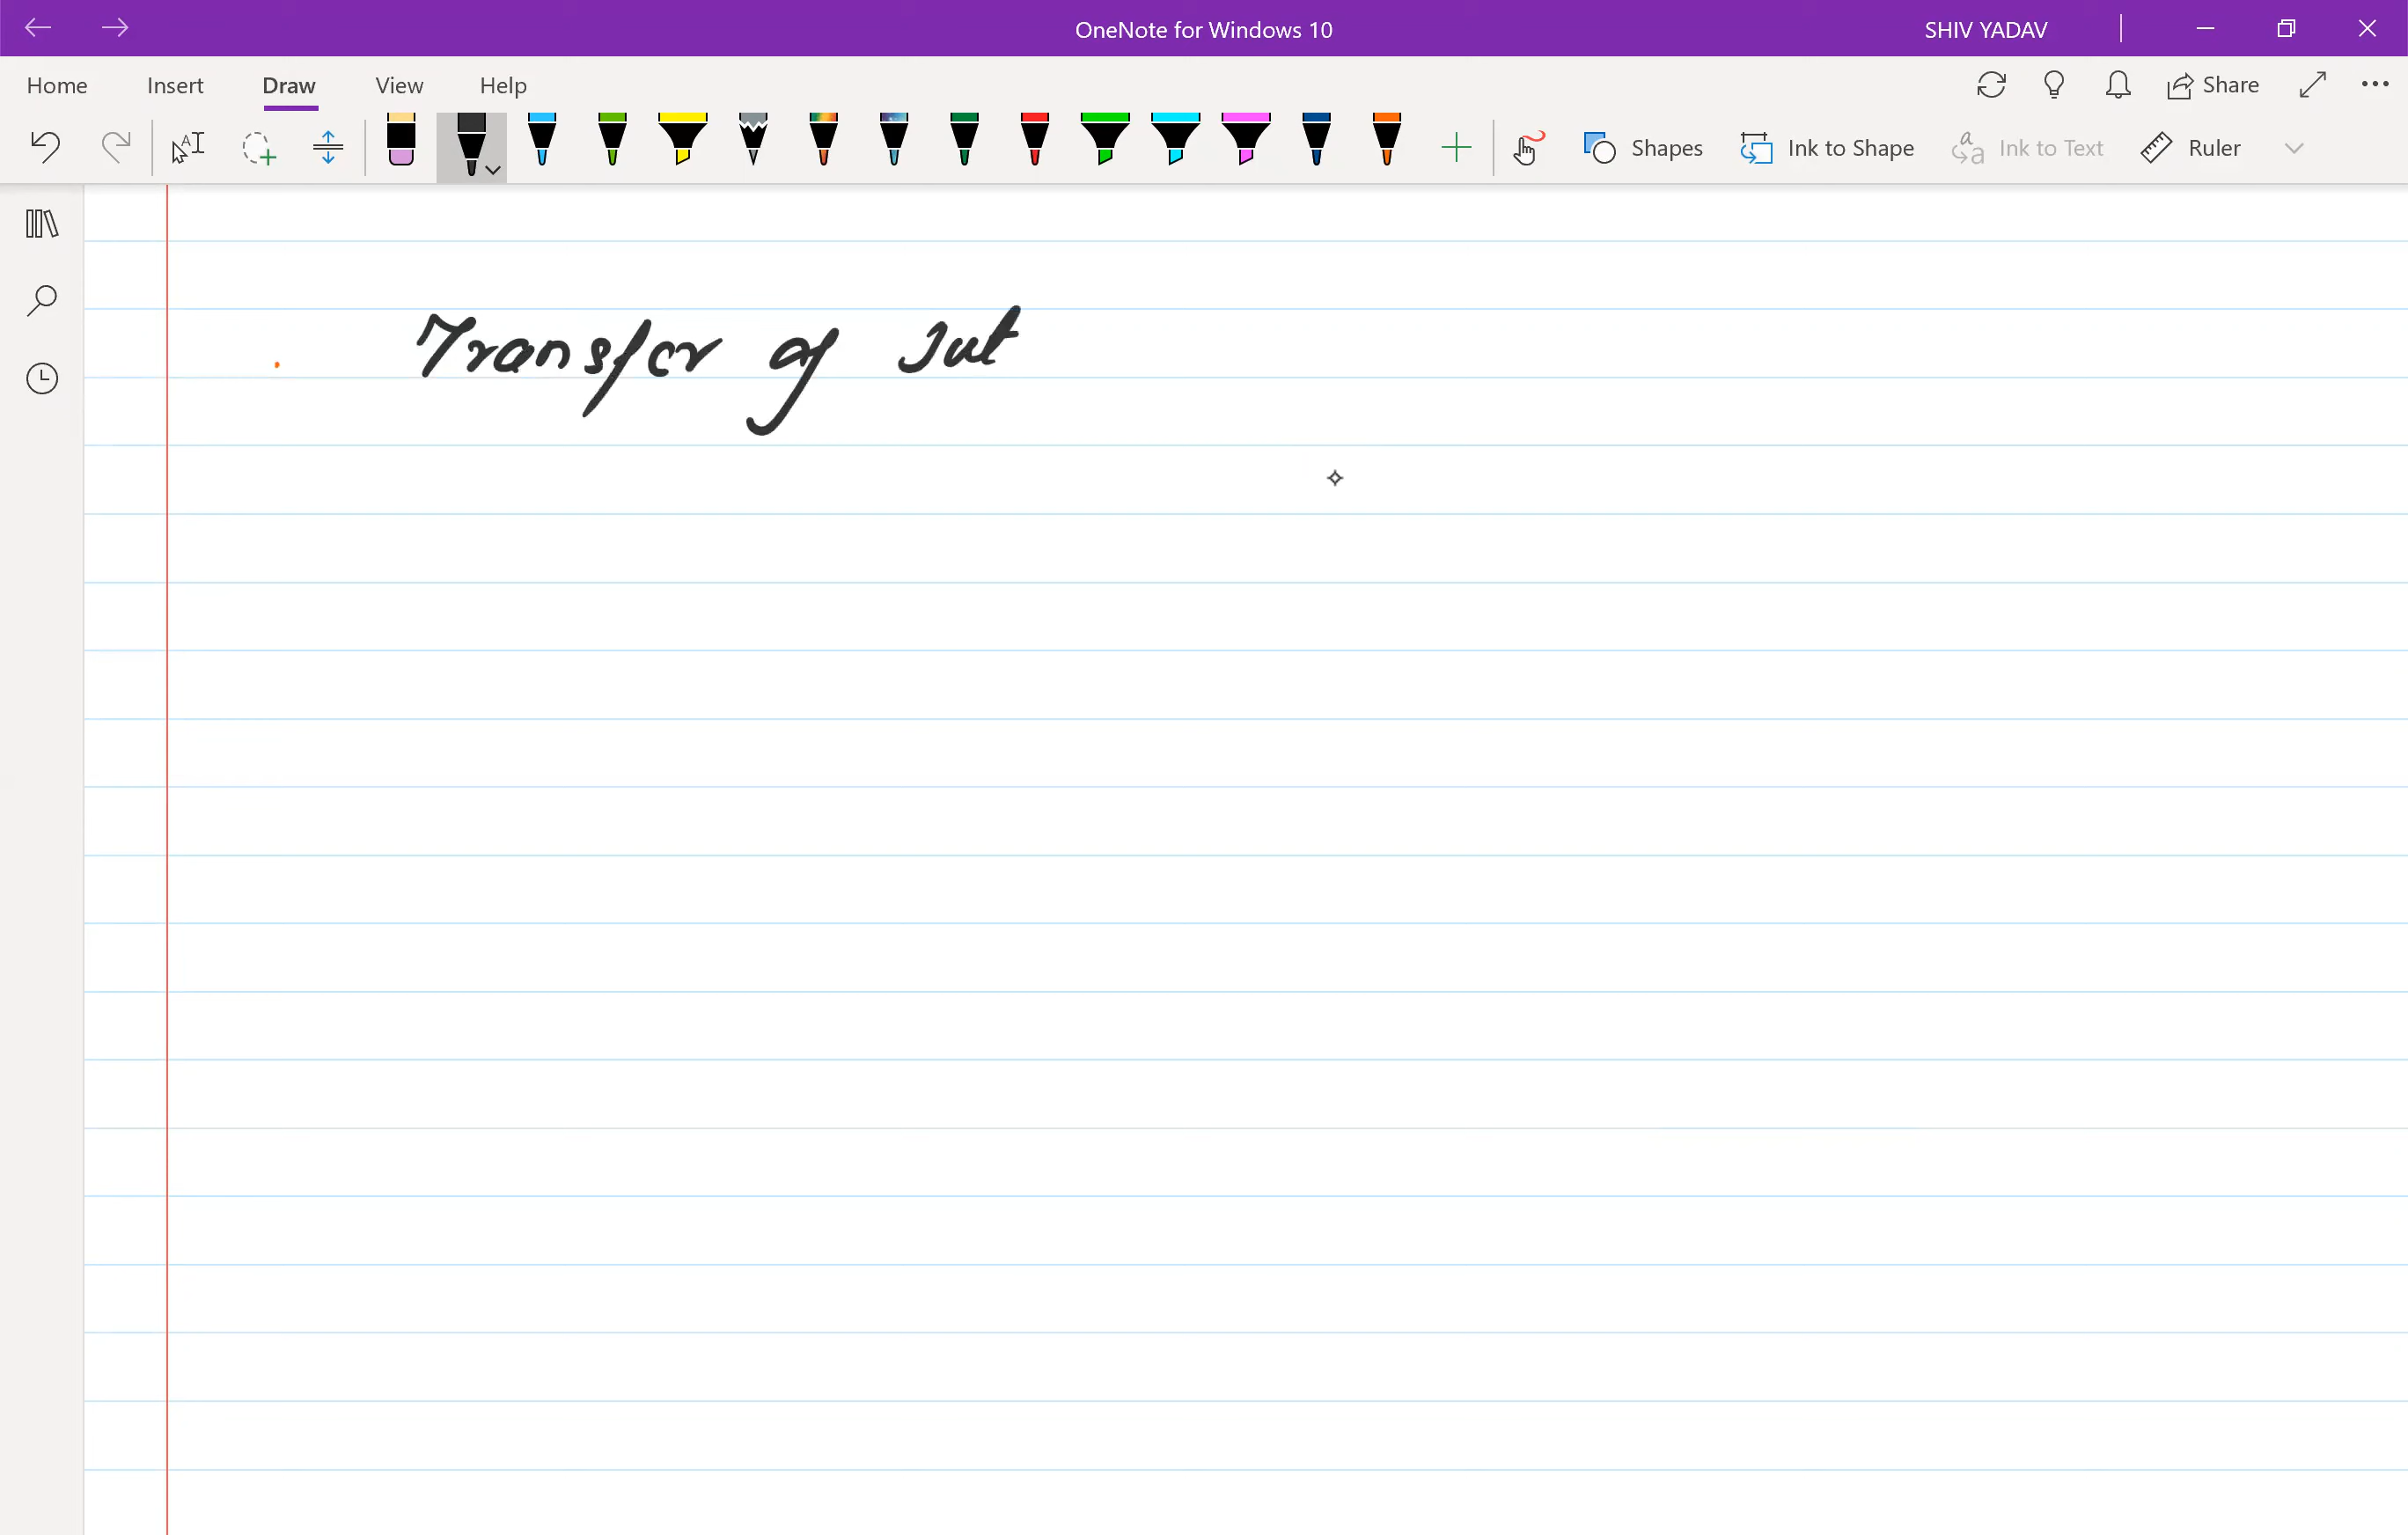 OneNote for Windows 10
SHIV YADAV
Home Insert Draw View Help
Share
Shapes Ink to Shape Ink to Text Ruler
Transfer of